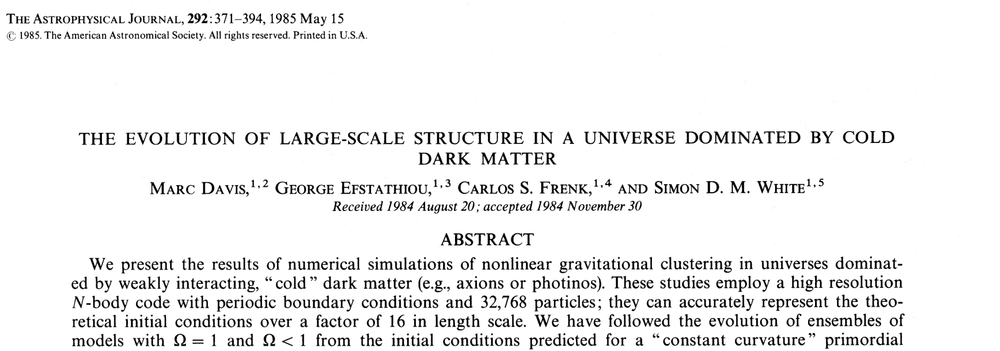 THE ASTROPHYSICAL JOURNAL, 292:371–394, 1985 May 15
© 1985. The American Astronomical Society. All rights reserved. Printed in U.S.A.
THE EVOLUTION OF LARGE-SCALE STRUCTURE IN A UNIVERSE DOMINATED BY COLD
DARK MATTER
MARC DAVIS,1,2 GEORGE EFSTATHIOU,1,3 CARLOS S. FRENK,1,4 AND SIMON D. M. WHITE1,5
Received 1984 August 20; accepted 1984 November 30
ABSTRACT
We present the results of numerical simulations of nonlinear gravitational clustering in universes dominat-
ed by weakly interacting, “cold” dark matter (e.g., axions or photinos). These studies employ a high resolution
N-body code with periodic boundary conditions and 32,768 particles; they can accurately represent the theo-
retical initial conditions over a factor of 16 in length scale. We have followed the evolution of ensembles of
models with Ω = 1 and Ω < 1 from the initial conditions predicted for a “constant curvature” primordial